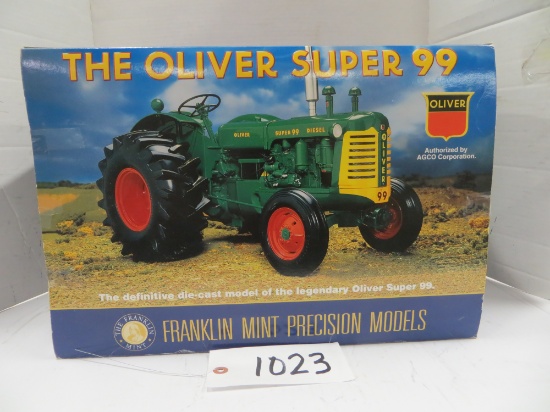 THE OLIVER SUPER 99
OLIVER
Authorized by
AGCO Corporation.
OLIVER SUPER 99 DIESEL
OLIVER
99
The definitive die-cast model of the legendary Oliver Super 99.
THE FRANKLIN MINT
FRANKLIN MINT PRECISION MODELS
1023